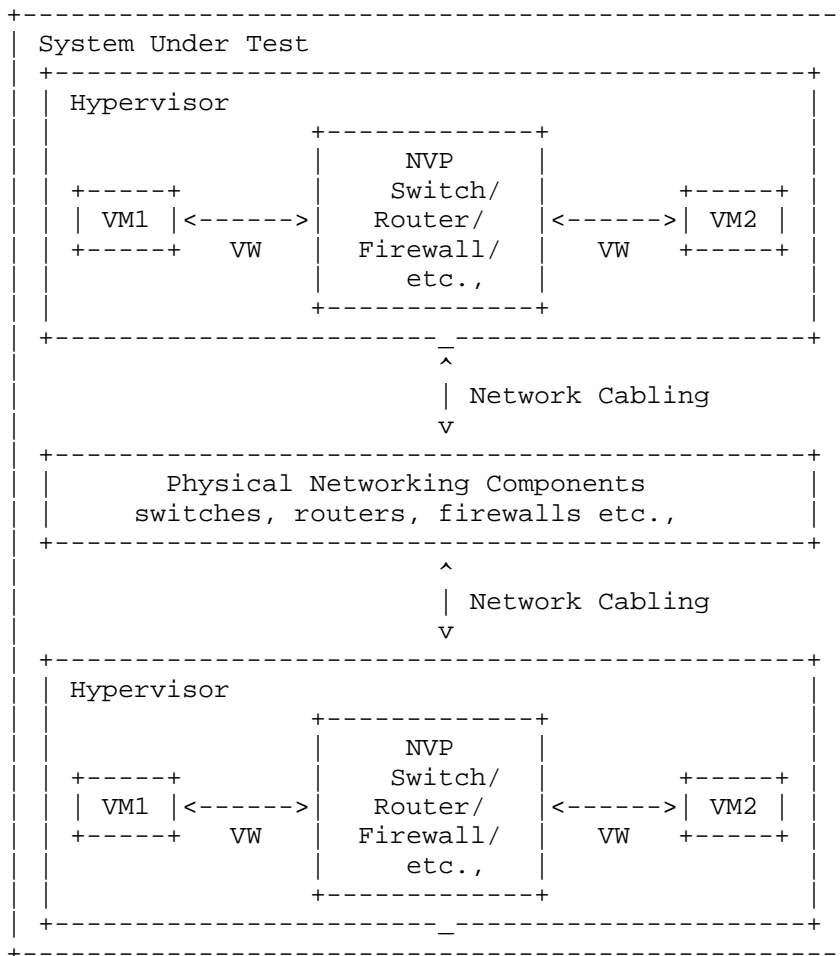 System Under Test
Hypervisor
NVP
Switch/
VM1 Router/ VM2
VW Firewall/ VW
etc.,
Network Cabling
Physical Networking Components
switches, routers, firewalls etc.,
Network Cabling
Hypervisor
NVP
Switch/
VM1 Router/ VM2
VW Firewall/ VW
etc.,